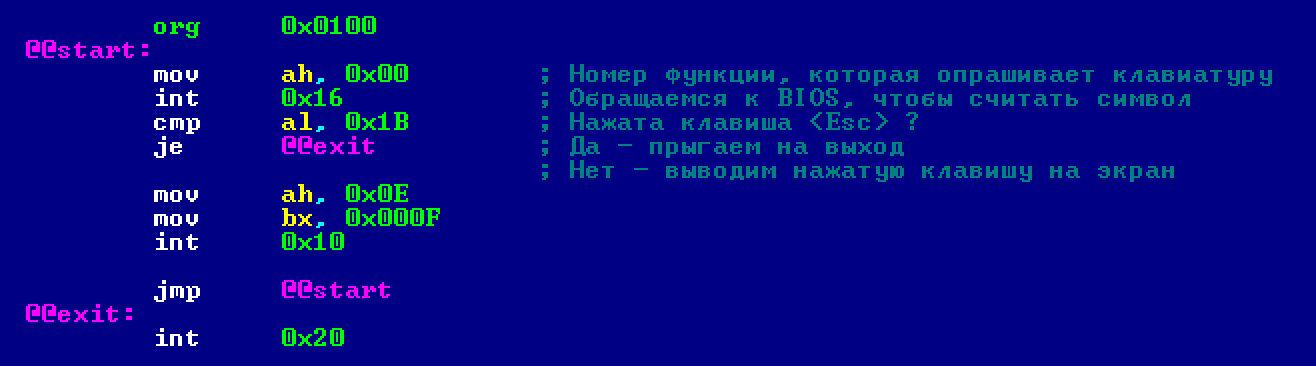 org 0x0100
@@start:
mov ah, 0x00 ; Номер функции, которая опрашивает клавиатуру
int 0x16 ; Обращаемся к BIOS, чтобы считать символ
cmp al, 0x1B ; Нажата клавиша <Esc> ?
je @@exit ; Да — прыгаем на выход
; Нет — выводим нажатую клавишу на экран
mov ah, 0x0E
mov bx, 0x000F
int 0x10
jmp @@start
@@exit:
int 0x20